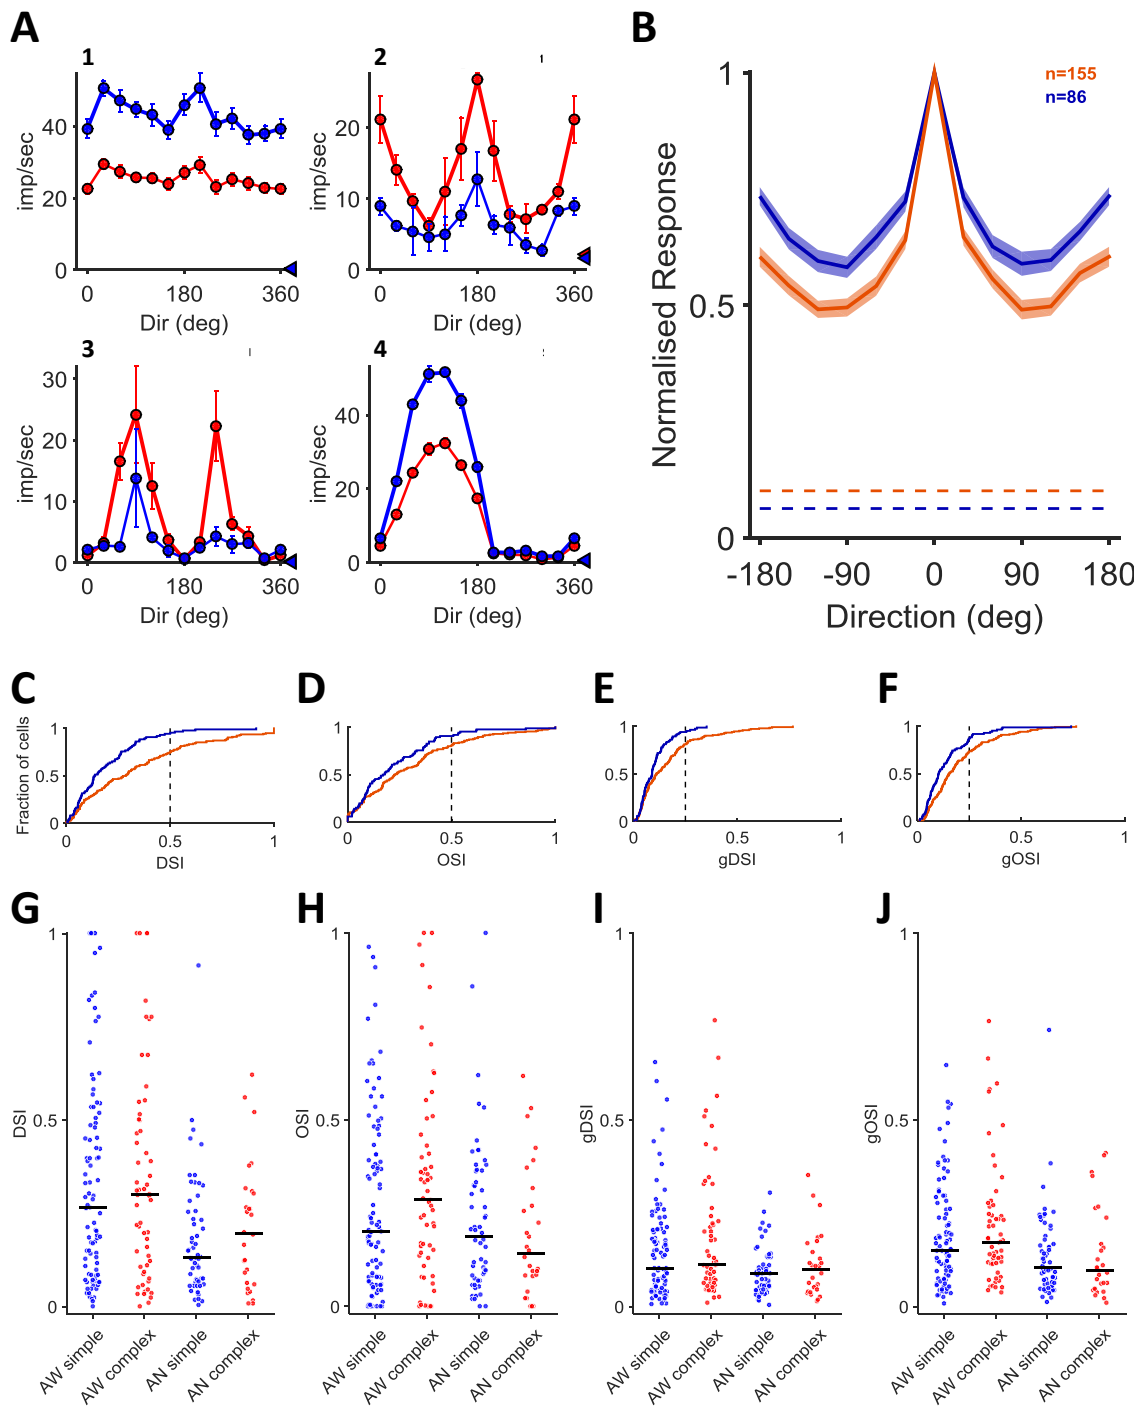 A
1
imp/sec
40
20
0
0
180
360
Dir (deg)
2
imp/sec
20
10
0
0
180
360
Dir (deg)
3
imp/sec
30
20
10
0
0
180
360
Dir (deg)
4
imp/sec
40
20
0
0
180
360
Dir (deg)
B
n=155
n=86
Normalised Response
1
0.5
0
-180
-90
0
90
180
Direction (deg)
C
Fraction of cells
1
0.5
0
0
0.5
1
DSI
D
1
0.5
0
0
0.5
1
OSI
E
1
0.5
0
0
0.5
1
gDSI
F
1
0.5
0
0
0.5
1
gOSI
G
DSI
1
0.5
0
AW simple
AW complex
AN simple
AN complex
H
OSI
1
0.5
0
AW simple
AW complex
AN simple
AN complex
I
gDSI
1
0.5
0
AW simple
AW complex
AN simple
AN complex
J
gOSI
1
0.5
0
AW simple
AW complex
AN simple
AN complex